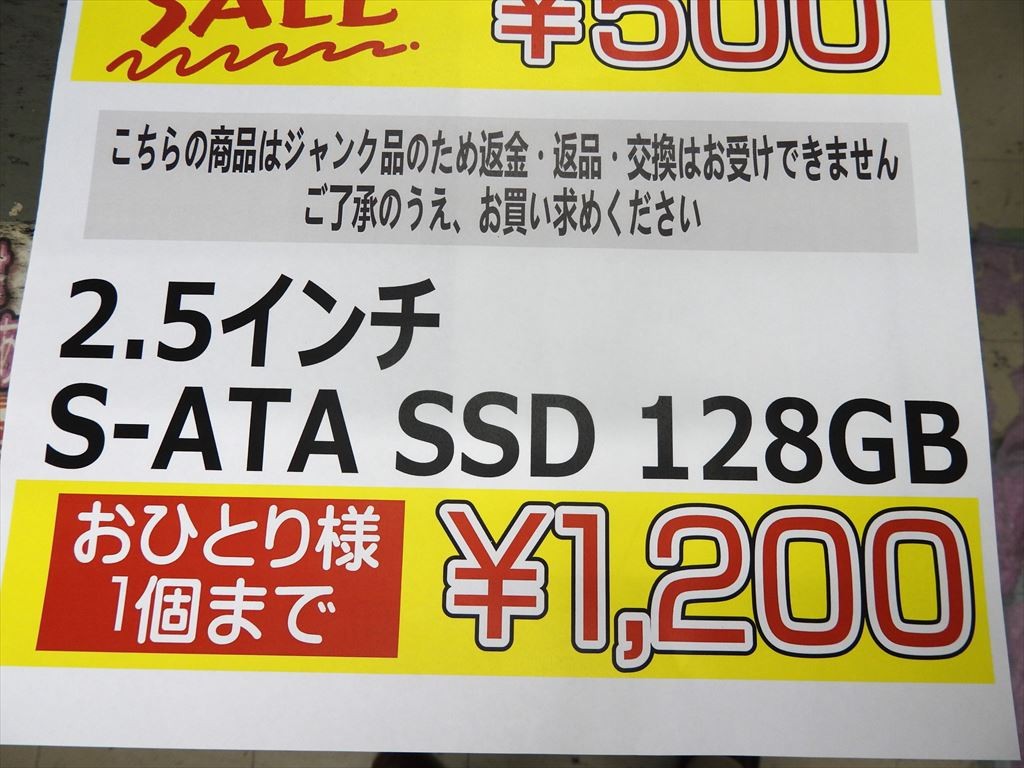 SALE
¥500
こちらの商品はジャンク品のため返金・返品・交換はお受けできません
ご了承のうえ、お買い求めください
2.5インチ
S-ATA SSD 128GB
おひとり様
1個まで
¥1,200